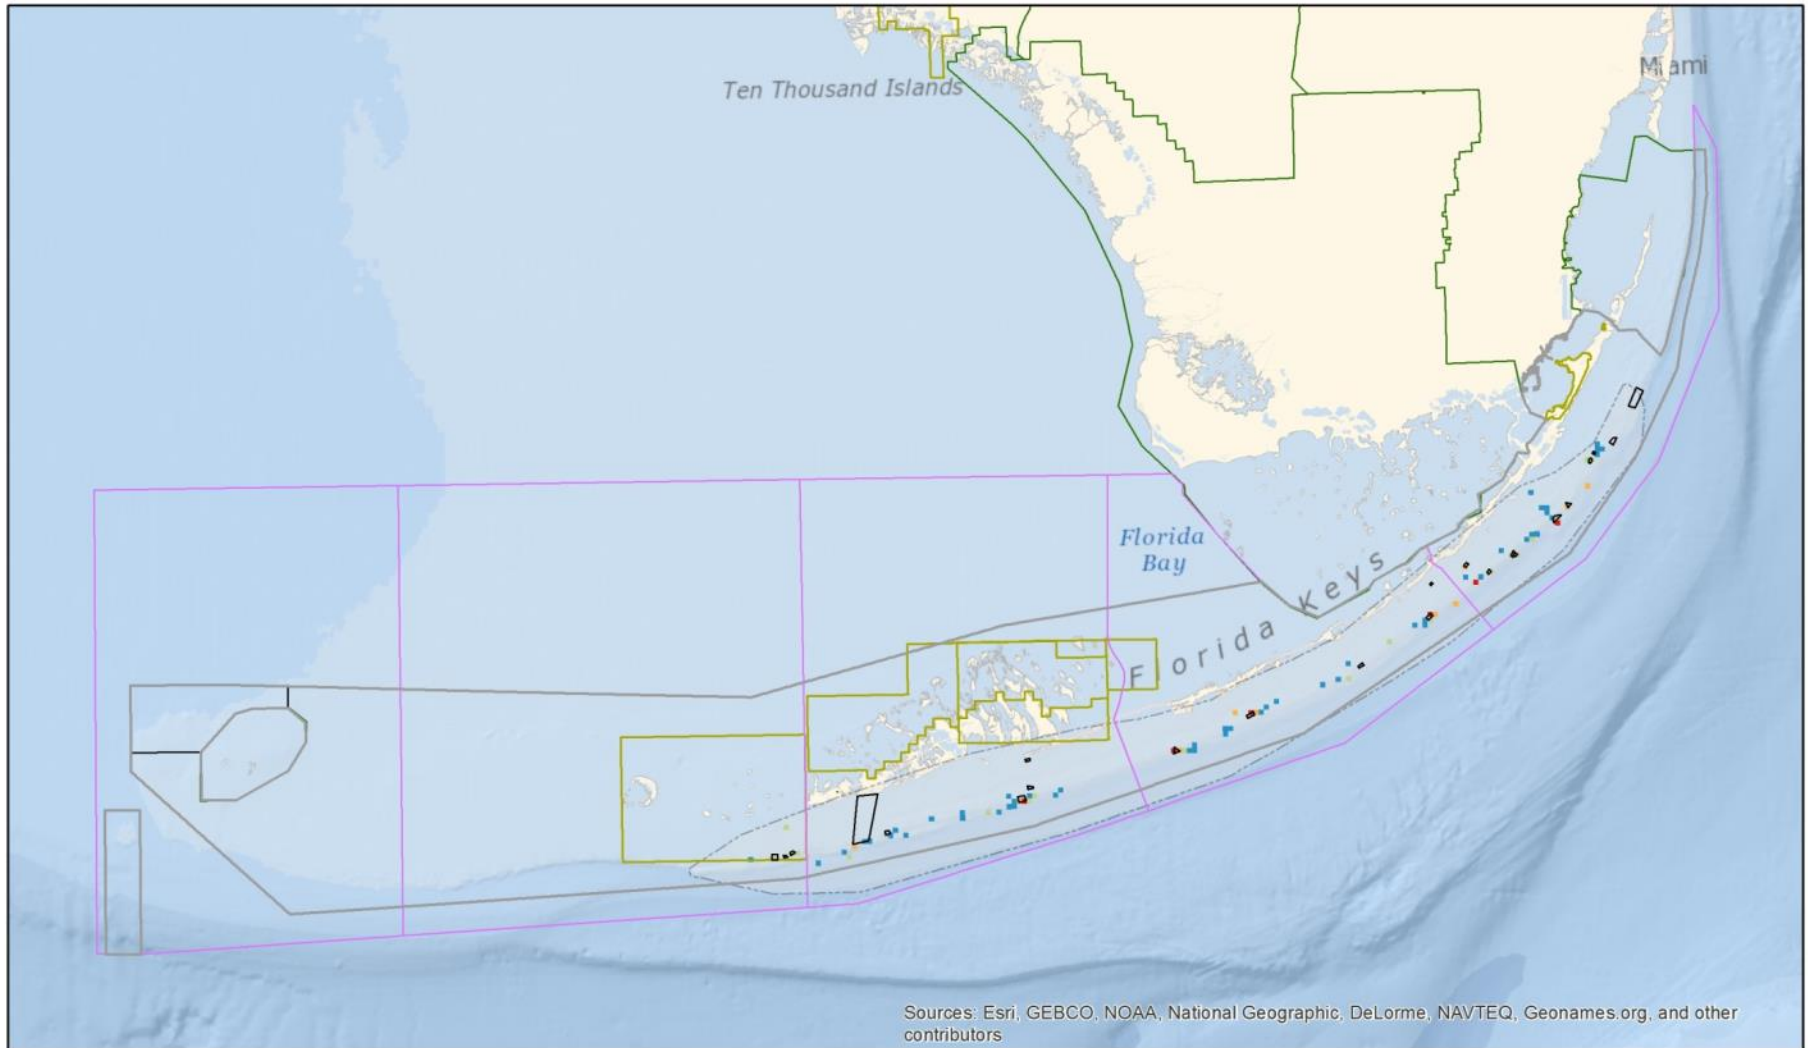 Miami
Ten Thousand Islands
Florida
Bay
Florida Keys
Sources: Esri, GEBCO, NOAA, National Geographic, DeLorme, NAVTEQ, Geonames.org, and other
contributors